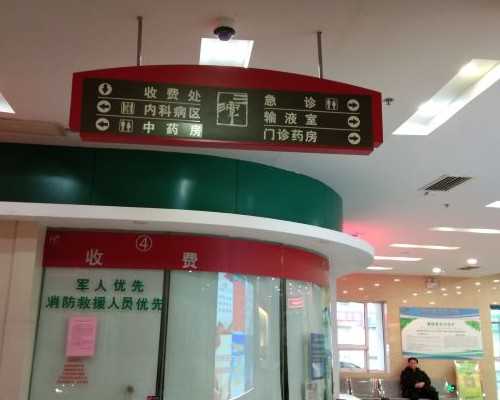 收费处
急诊
内科病区
输液室
中药房
门诊药房
④
收费
军人优先
消防救援人员优先